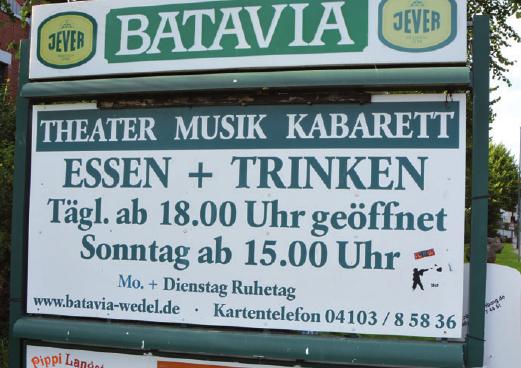 JEVER BATAVIA JEVER
THEATER MUSIK KABARETT
ESSEN + TRINKEN
Tägl. ab 18.00 Uhr geöffnet
Sonntag ab 15.00 Uhr
Mo. + Dienstag Ruhetag
www.batavia-wedel.de · Kartentelefon 04103 / 8 58 36
Pippi